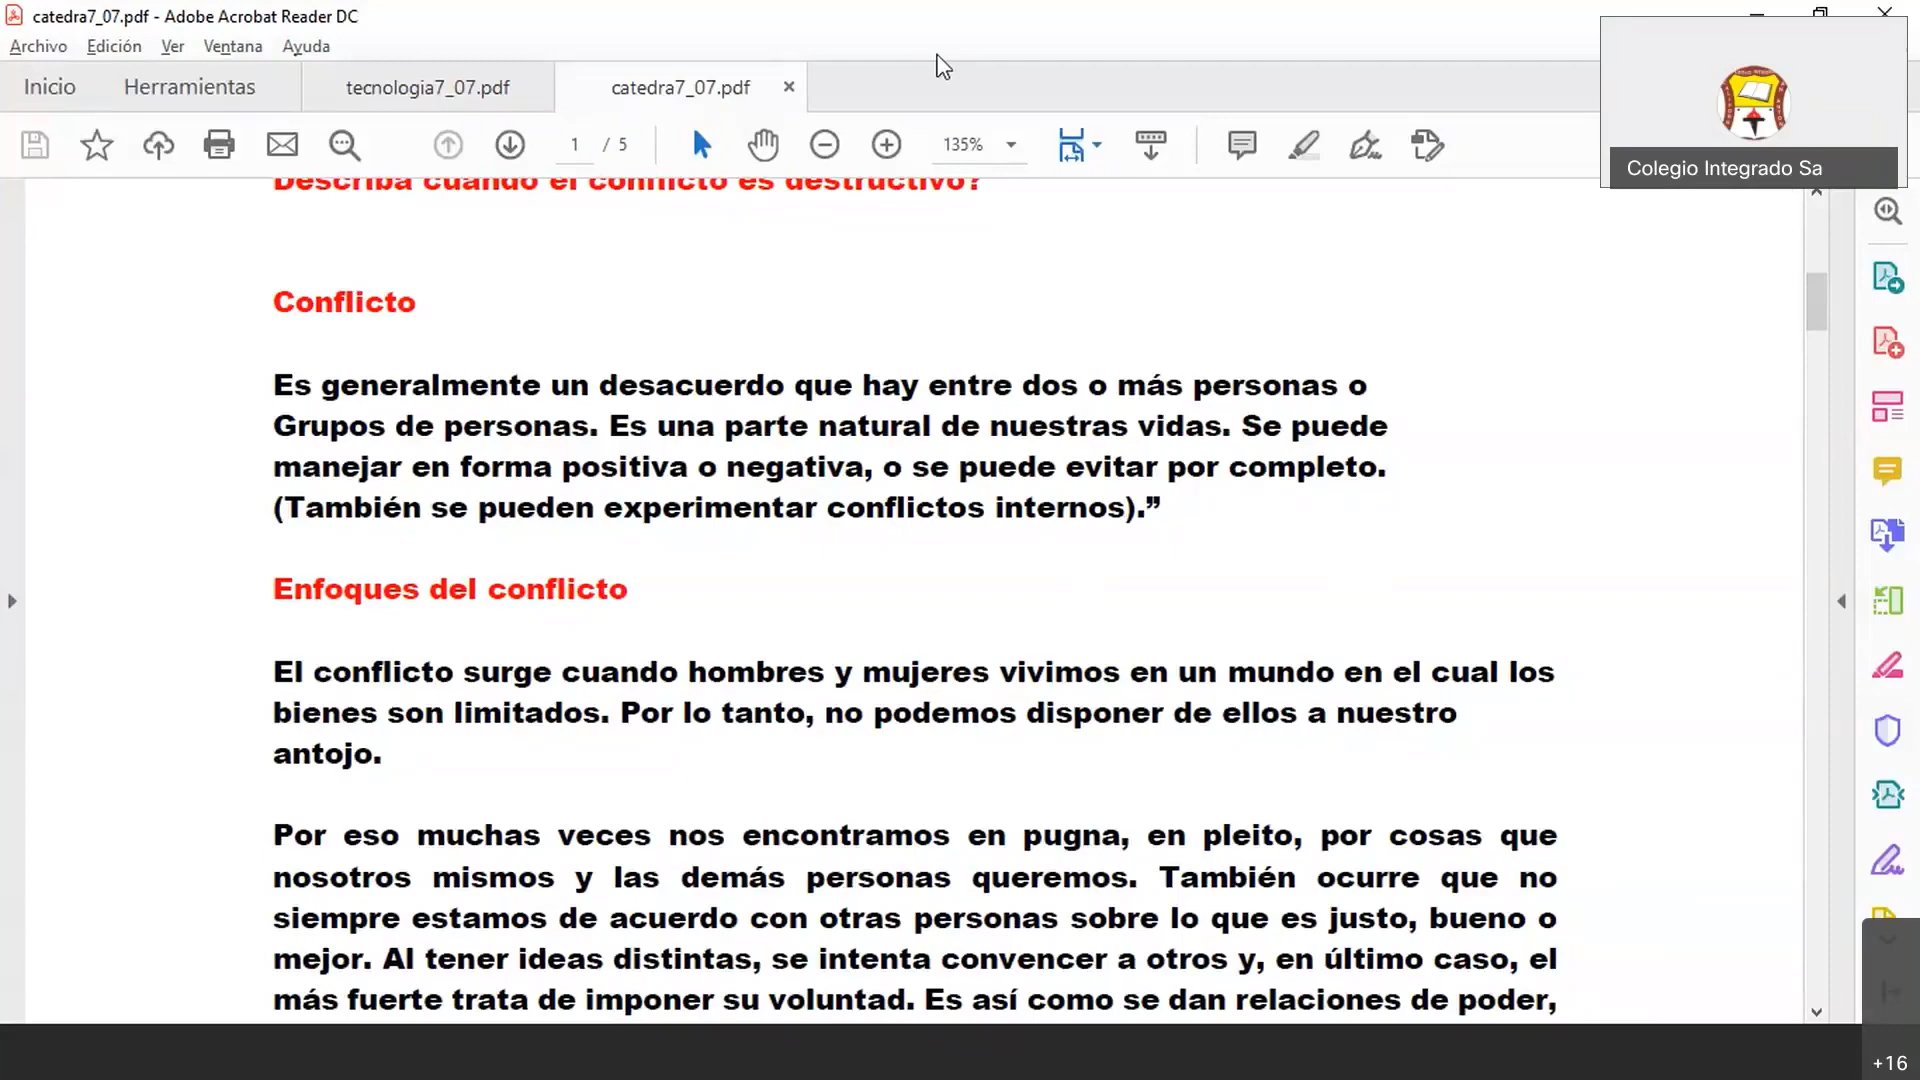 catedra7_07.pdf - Adobe Acrobat Reader DC
Archivo Edición Ver Ventana Ayuda
Inicio Herramientas tecnologia7_07.pdf catedra7_07.pdf
1 / 5 135%
Colegio Integrado Sa
Describa cuando el conflicto es destructivo?
Conflicto
Es generalmente un desacuerdo que hay entre dos o más personas o
Grupos de personas. Es una parte natural de nuestras vidas. Se puede
manejar en forma positiva o negativa, o se puede evitar por completo.
(También se pueden experimentar conflictos internos).”
Enfoques del conflicto
El conflicto surge cuando hombres y mujeres vivimos en un mundo en el cual los
bienes son limitados. Por lo tanto, no podemos disponer de ellos a nuestro
antojo.
Por eso muchas veces nos encontramos en pugna, en pleito, por cosas que
nosotros mismos y las demás personas queremos. También ocurre que no
siempre estamos de acuerdo con otras personas sobre lo que es justo, bueno o
mejor. Al tener ideas distintas, se intenta convencer a otros y, en último caso, el
más fuerte trata de imponer su voluntad. Es así como se dan relaciones de poder,
+16